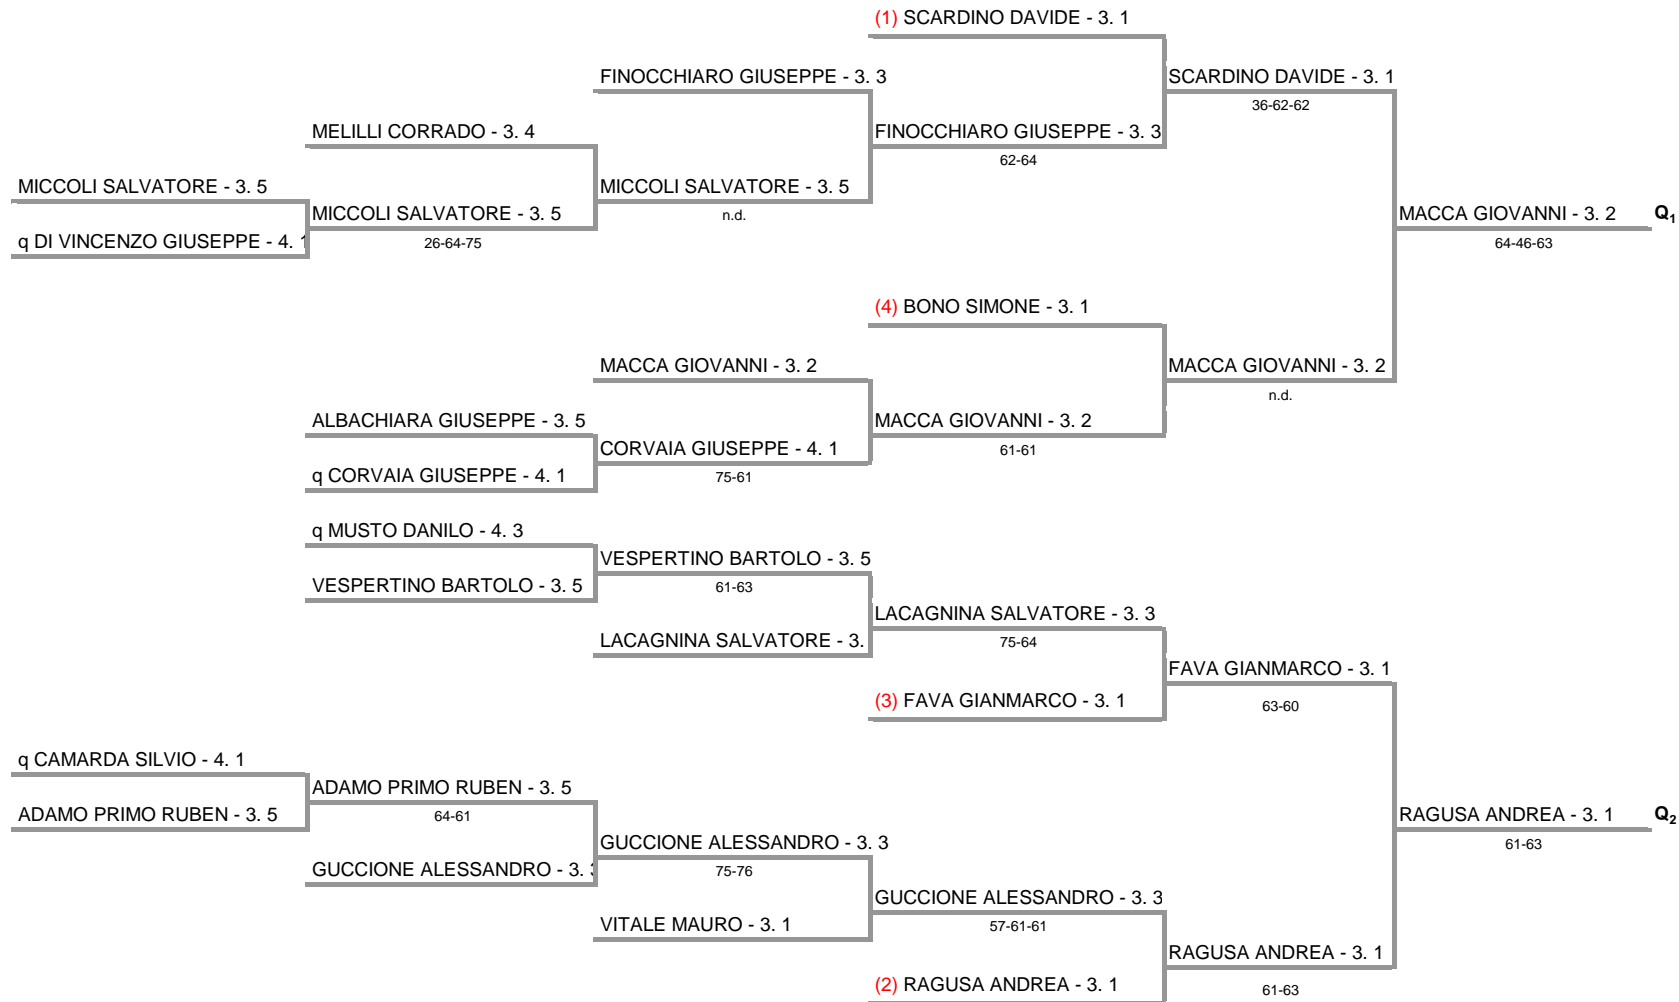 (1) SCARDINO DAVIDE - 3. 1
FINOCCHIARO GIUSEPPE - 3. 3
SCARDINO DAVIDE - 3. 1
36-62-62
MELILLI CORRADO - 3. 4
FINOCCHIARO GIUSEPPE - 3. 3
62-64
MICCOLI SALVATORE - 3. 5
MICCOLI SALVATORE - 3. 5
n.d.
MICCOLI SALVATORE - 3. 5
26-64-75
MACCA GIOVANNI - 3. 2 Q1
64-46-63
q DI VINCENZO GIUSEPPE - 4. 1
(4) BONO SIMONE - 3. 1
MACCA GIOVANNI - 3. 2
MACCA GIOVANNI - 3. 2
n.d.
ALBACHIARA GIUSEPPE - 3. 5
MACCA GIOVANNI - 3. 2
61-61
CORVAIA GIUSEPPE - 4. 1
75-61
q CORVAIA GIUSEPPE - 4. 1
q MUSTO DANILO - 4. 3
VESPERTINO BARTOLO - 3. 5
61-63
VESPERTINO BARTOLO - 3. 5
LACAGNINA SALVATORE - 3. 3
75-64
LACAGNINA SALVATORE - 3.
FAVA GIANMARCO - 3. 1
63-60
(3) FAVA GIANMARCO - 3. 1
q CAMARDA SILVIO - 4. 1
ADAMO PRIMO RUBEN - 3. 5
64-61
ADAMO PRIMO RUBEN - 3. 5
RAGUSA ANDREA - 3. 1 Q2
61-63
GUCCIONE ALESSANDRO - 3. 3
75-76
GUCCIONE ALESSANDRO - 3. 3
GUCCIONE ALESSANDRO - 3. 3
57-61-61
VITALE MAURO - 3. 1
RAGUSA ANDREA - 3. 1
61-63
(2) RAGUSA ANDREA - 3. 1